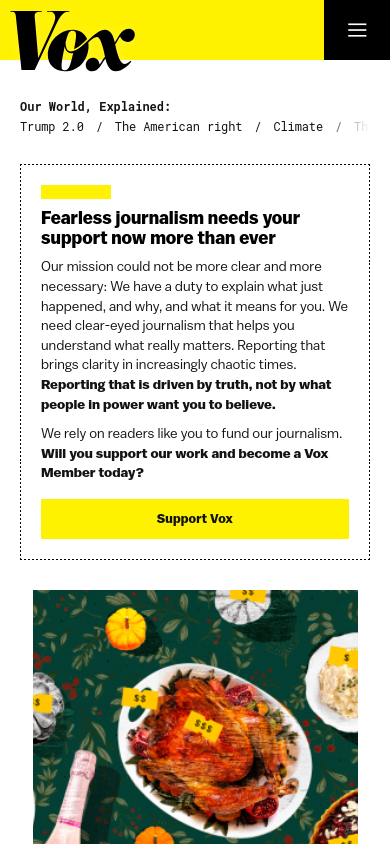 Vox
Our World, Explained:
Trump 2.0 / The American right / Climate / Th
Fearless journalism needs your
support now more than ever
Our mission could not be more clear and more
necessary: We have a duty to explain what just
happened, and why, and what it means for you. We
need clear-eyed journalism that helps you
understand what really matters. Reporting that
brings clarity in increasingly chaotic times.
Reporting that is driven by truth, not by what
people in power want you to believe.
We rely on readers like you to fund our journalism.
Will you support our work and become a Vox
Member today?
Support Vox
$$
$
$$
$$
$$$
$$